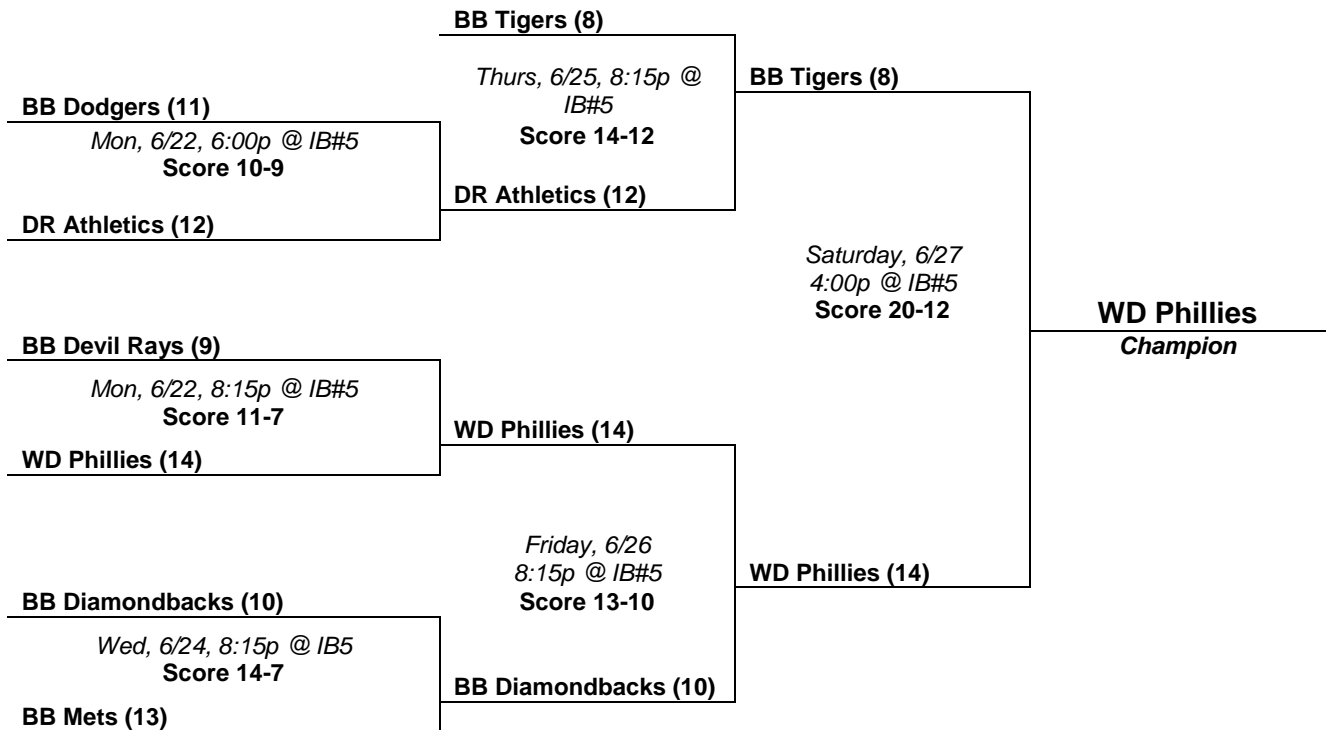 BB Tigers (8)
Thurs, 6/25, 8:15p @
IB#5
Score 14-12
BB Tigers (8)
BB Dodgers (11)
Mon, 6/22, 6:00p @ IB#5
Score 10-9
DR Athletics (12)
DR Athletics (12)
Saturday, 6/27
4:00p @ IB#5
Score 20-12
WD Phillies
Champion
BB Devil Rays (9)
Mon, 6/22, 8:15p @ IB#5
Score 11-7
WD Phillies (14)
WD Phillies (14)
Friday, 6/26
8:15p @ IB#5
Score 13-10
WD Phillies (14)
BB Diamondbacks (10)
Wed, 6/24, 8:15p @ IB5
Score 14-7
BB Diamondbacks (10)
BB Mets (13)